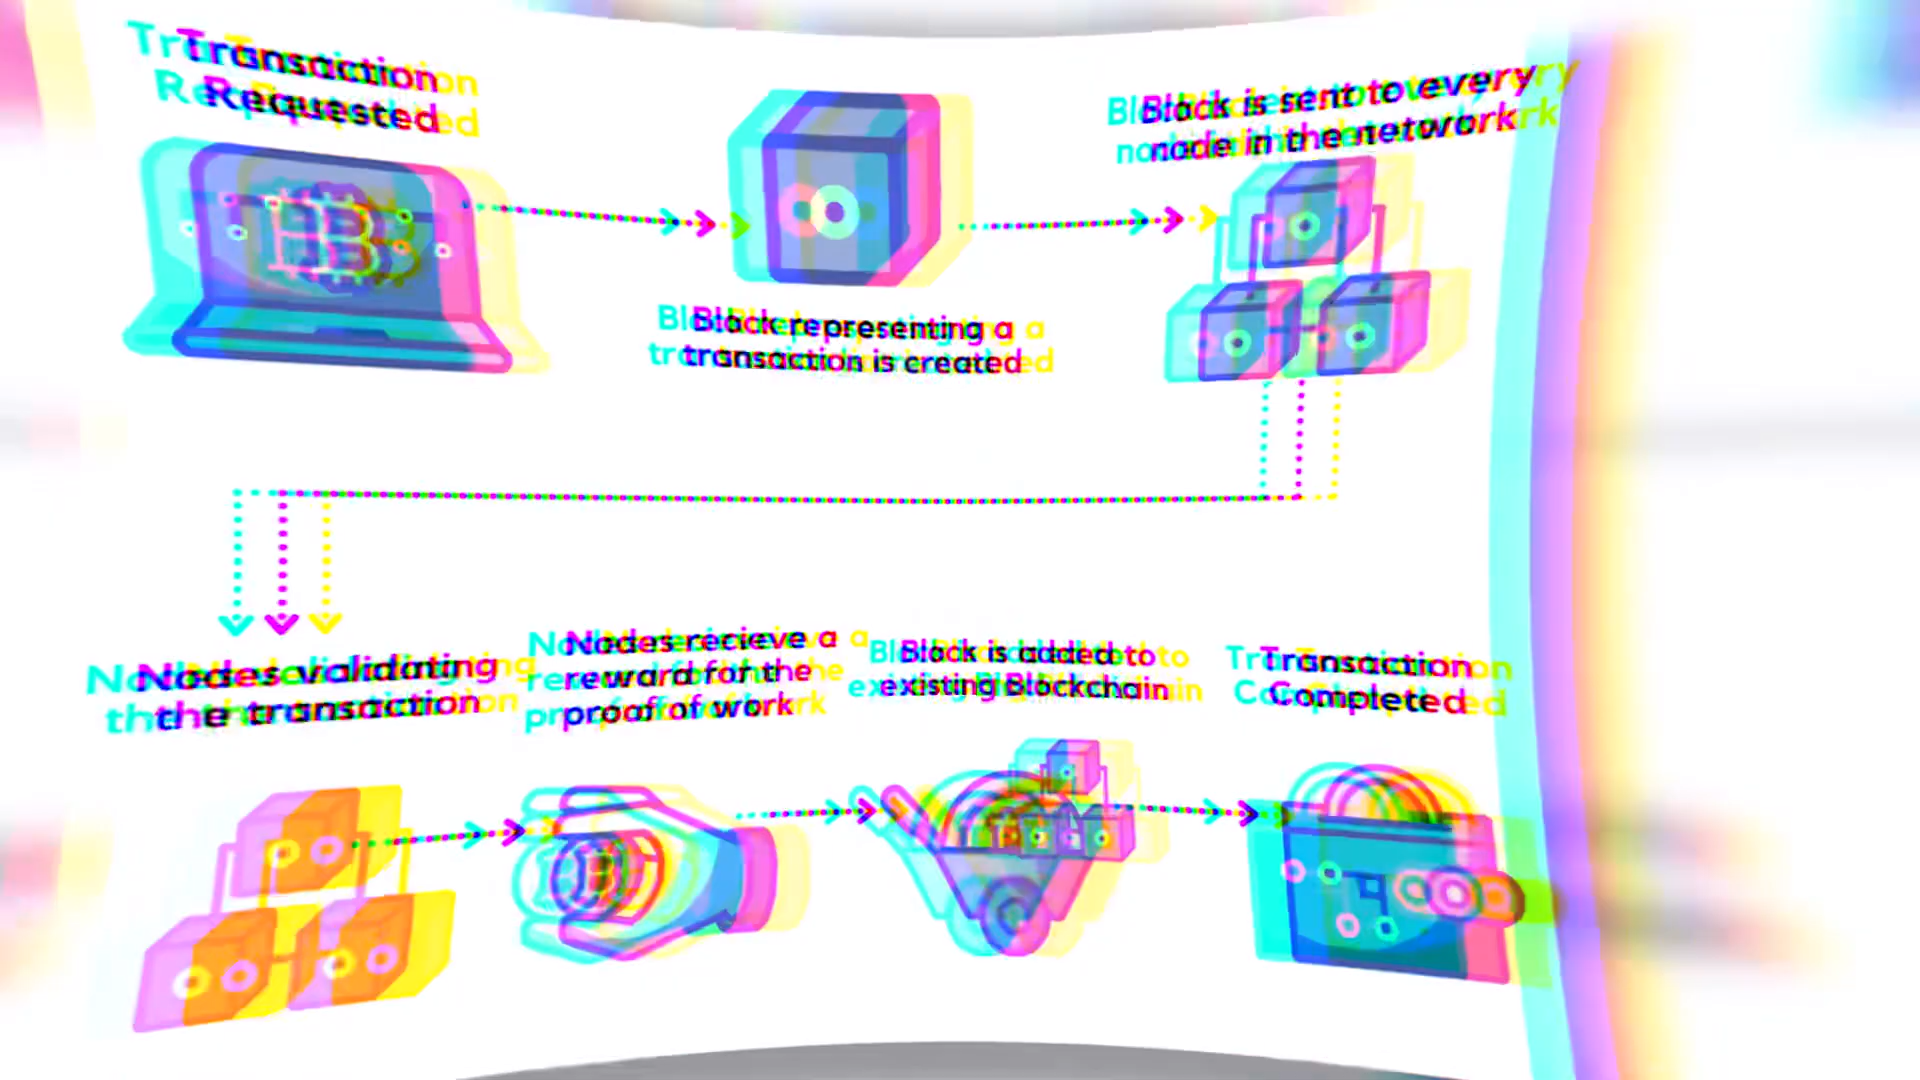 Transaction
Requested
Block is sent to every
node in the network
Block representing a
transaction is created
Nodes validating
the transaction
Nodes recieve a
reward for the
proof of work
Block is added to
existing Blockchain
Transaction
Completed